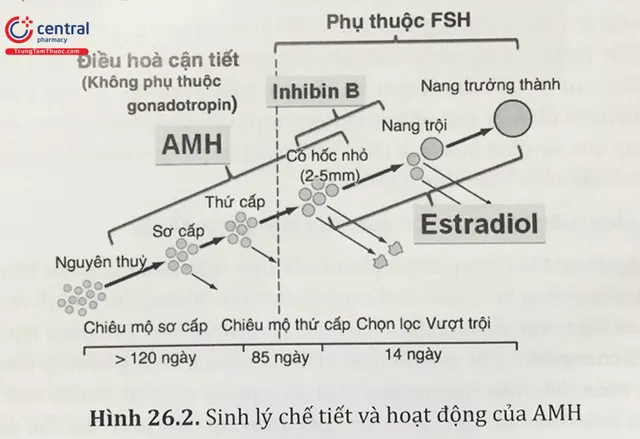 central
pharmacy
TrungTamThuoc.com
Phụ thuộc FSH
Điều hoà cận tiết
(Không phụ thuộc
gonadotropin)
Inhibin B
Nang trưởng thành
AMH
Nang trội
Có hốc nhỏ
(2-5mm)
Thứ cấp
Sơ cấp
Estradiol
Nguyên thuỷ
Chiêu mộ sơ cấp Chiêu mộ thứ cấp Chọn lọc Vượt trội
> 120 ngày 85 ngày 14 ngày
Hình 26.2. Sinh lý chế tiết và hoạt động của AMH